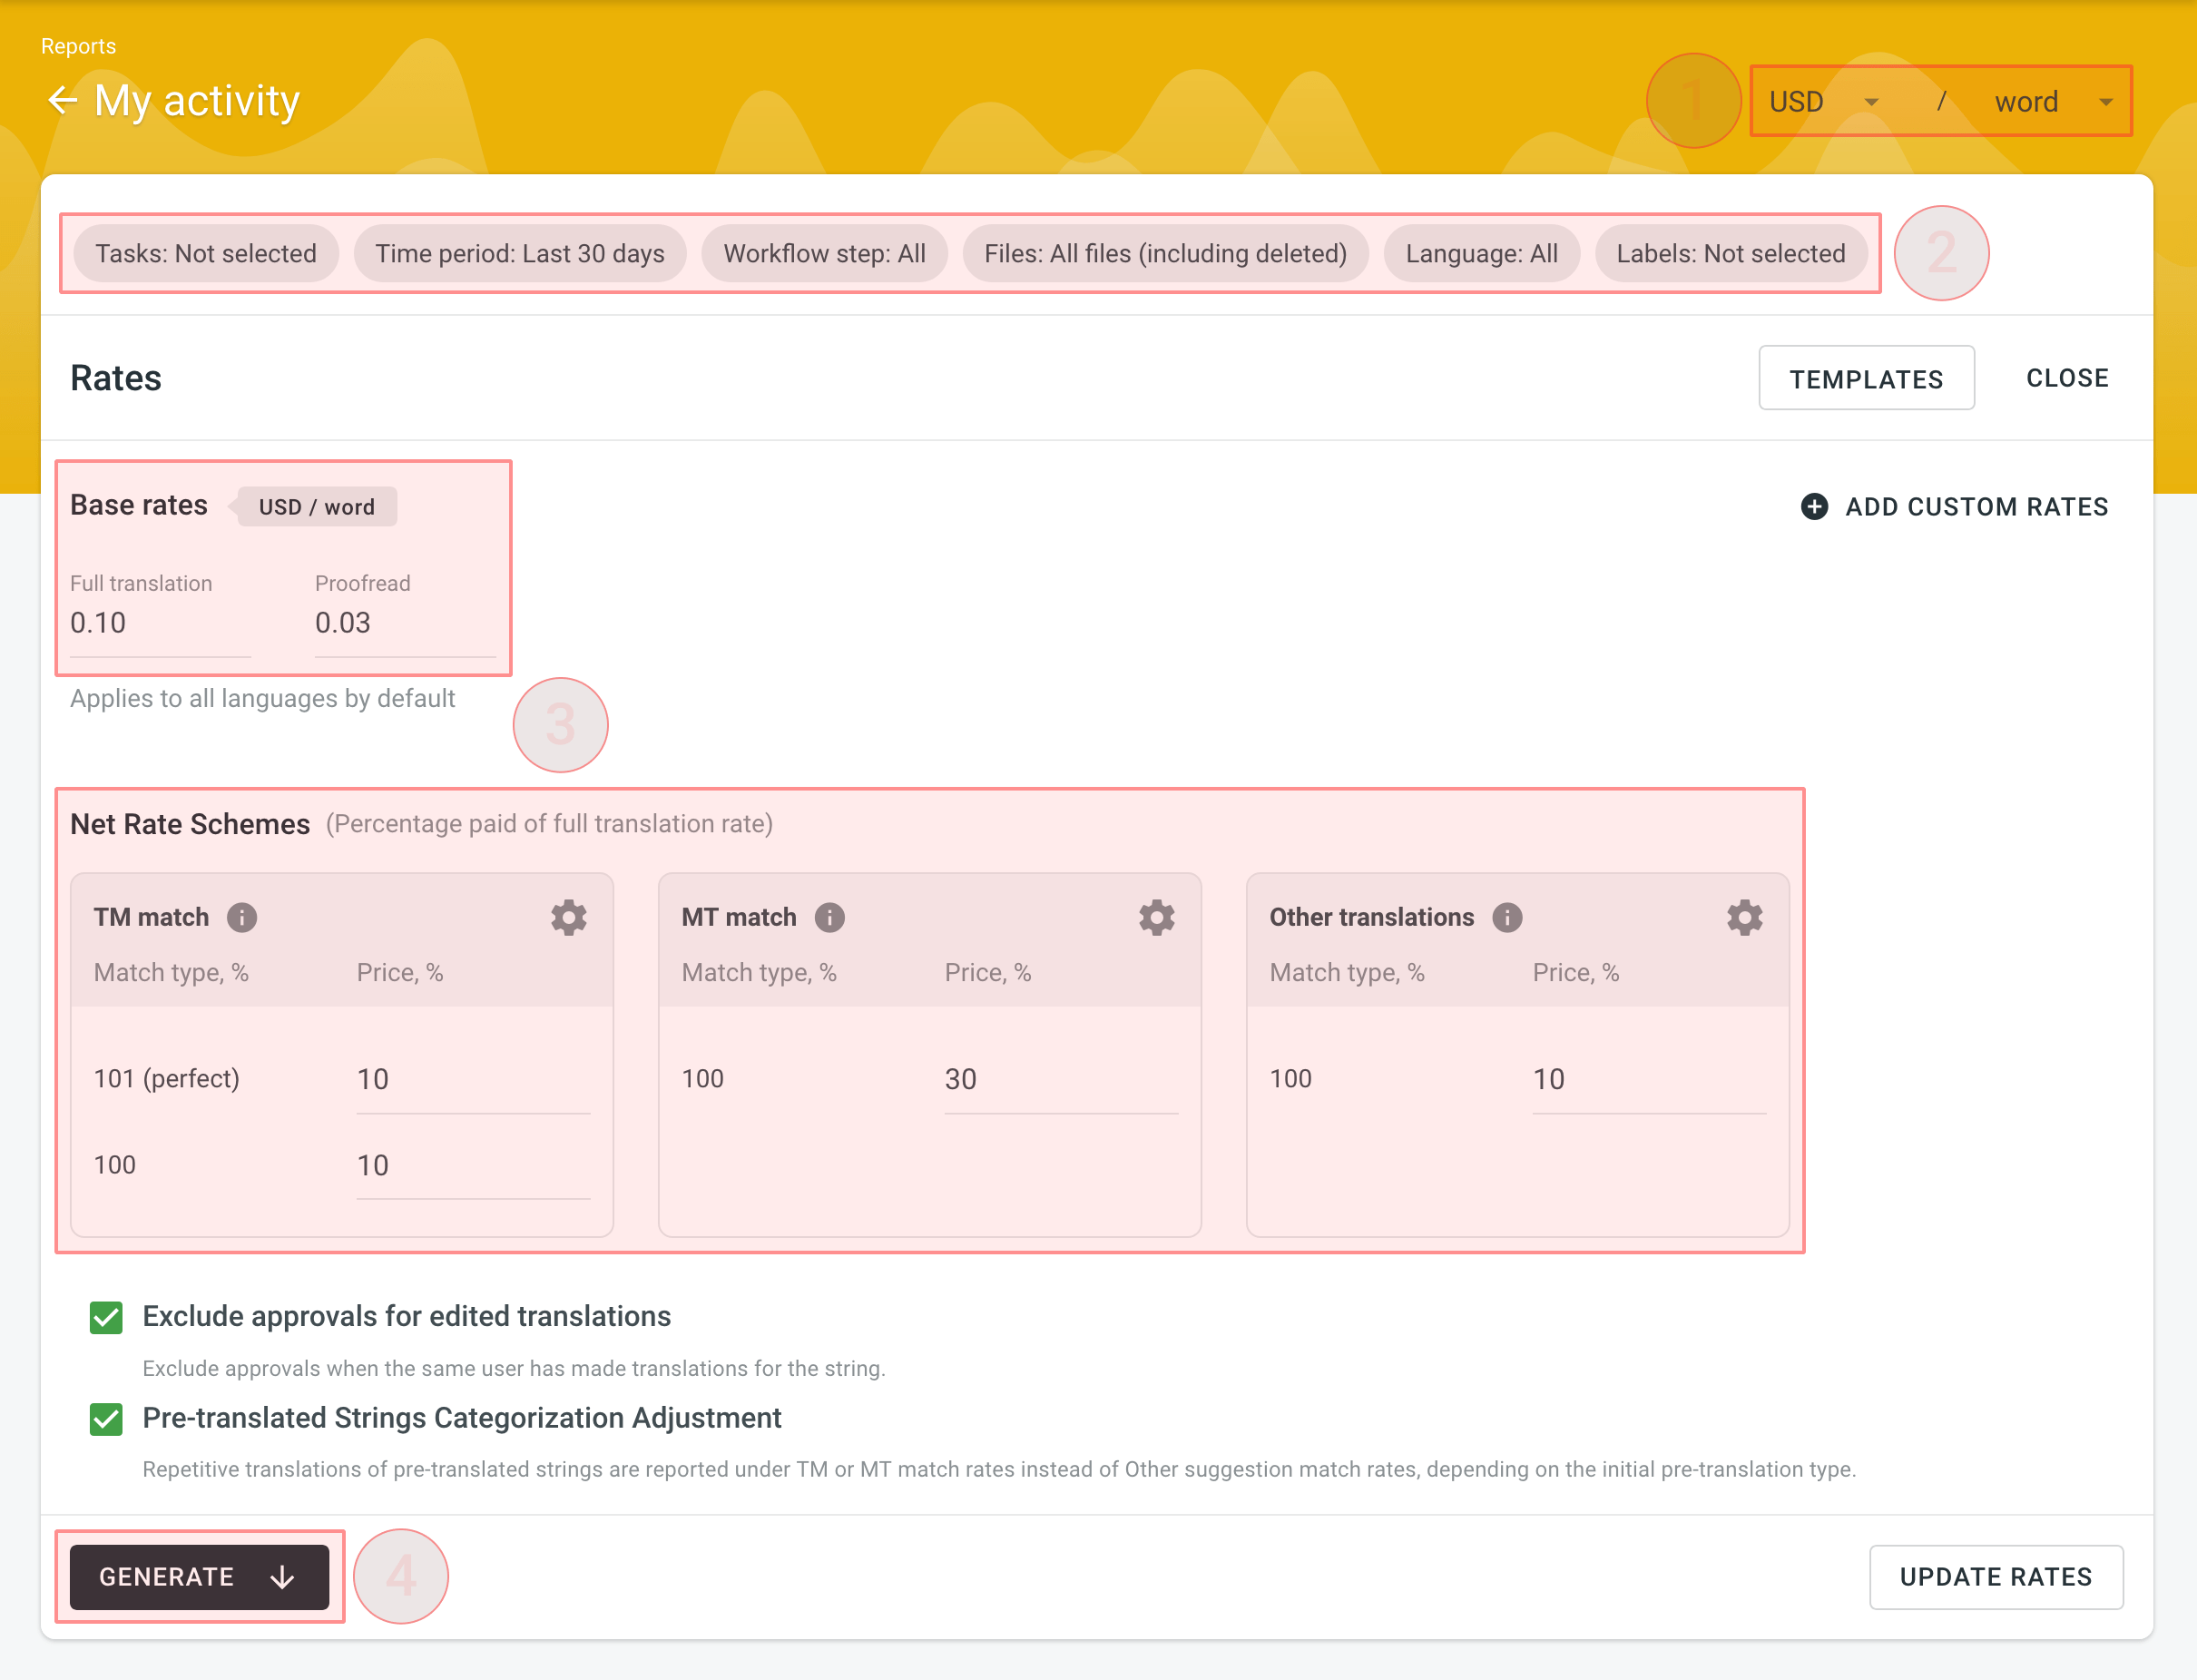 Reports
My activity
1
USD / word
Tasks: Not selected Time period: Last 30 days Workflow step: All Files: All files (including deleted) Language: All Labels: Not selected
2
Rates
TEMPLATES CLOSE
Base rates USD / word
ADD CUSTOM RATES
Full translation Proofread
0.10 0.03
Applies to all languages by default
3
Net Rate Schemes (Percentage paid of full translation rate)
TM match
Match type, % Price, %
101 (perfect) 10
100 10
MT match
Match type, % Price, %
100 30
Other translations
Match type, % Price, %
100 10
Exclude approvals for edited translations
Exclude approvals when the same user has made translations for the string.
Pre-translated Strings Categorization Adjustment
Repetitive translations of pre-translated strings are reported under TM or MT match rates instead of Other suggestion match rates, depending on the initial pre-translation type.
GENERATE
4
UPDATE RATES